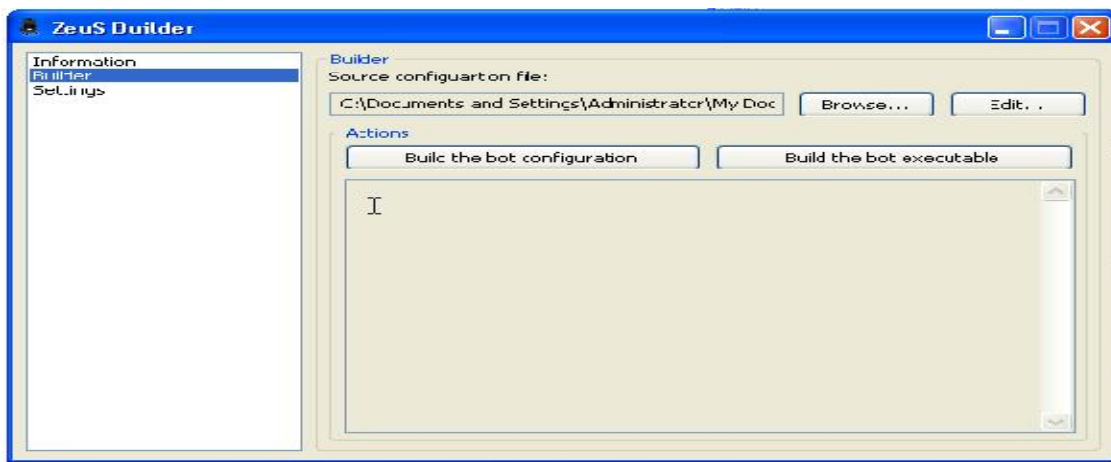 ZeuS Builder
Information
Builder
Settings
Builder
Source configuarton file:
C:\Documents and Settings\Administrator\My Doc
Browse...
Edit...
Actions
Build the bot configuration
Build the bot executable